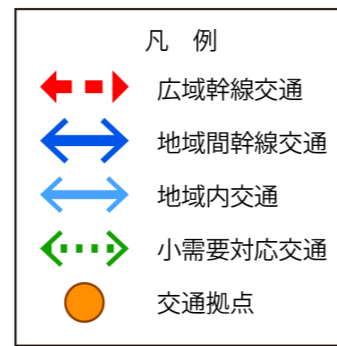 凡 例
広域幹線交通
地域間幹線交通
地域内交通
小需要対応交通
交通拠点